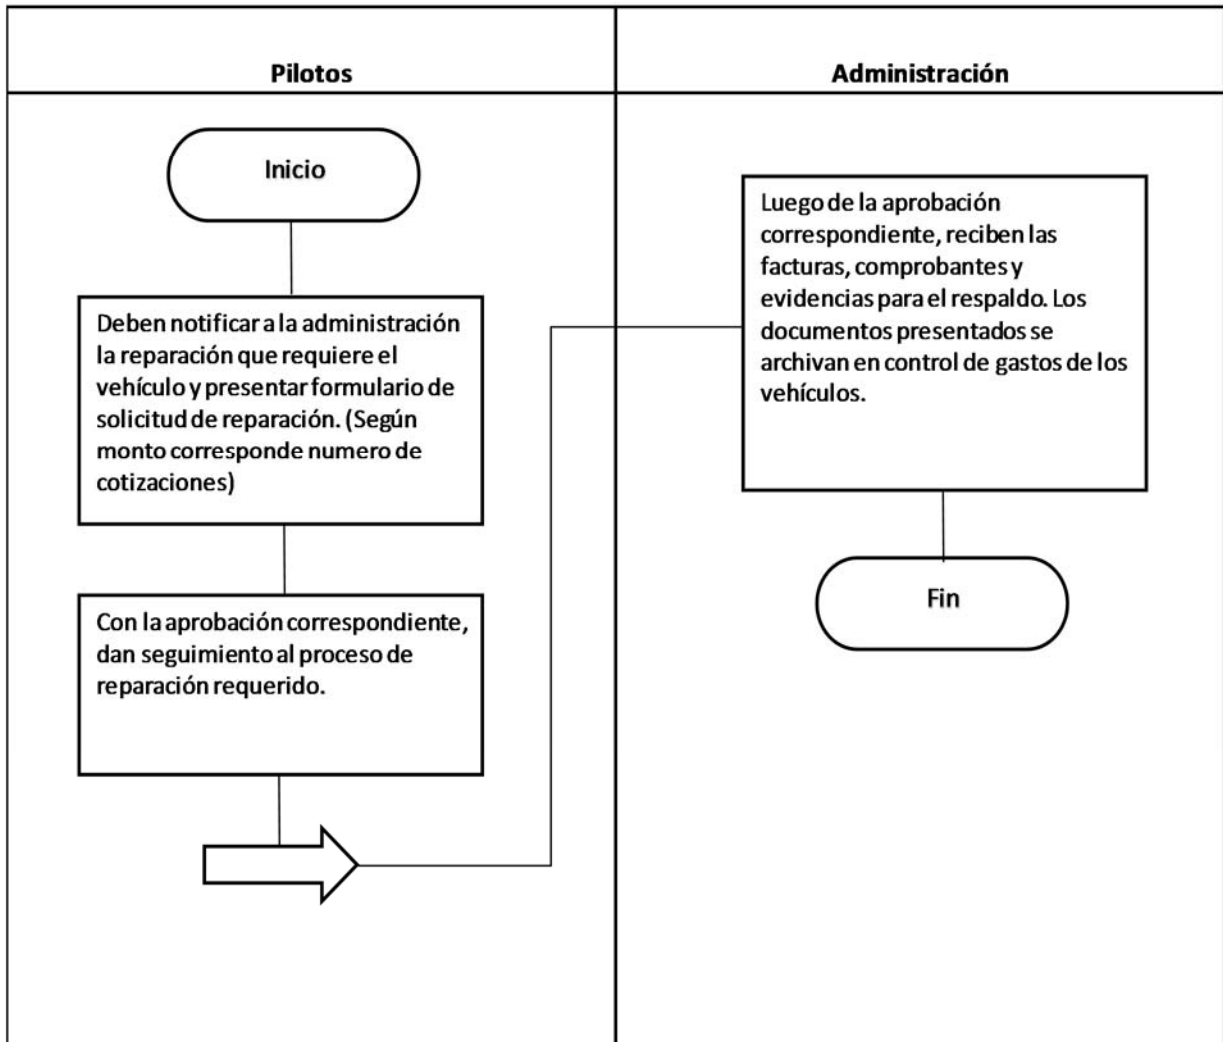 Pilotos
Administración
Inicio
Deben notificar a la administración
la reparación que requiere el
vehículo y presentar formulario de
solicitud de reparación. (Según
monto corresponde numero de
cotizaciones)
Con la aprobación correspondiente,
dan seguimiento al proceso de
reparación requerido.
Luego de la aprobación
correspondiente, reciben las
facturas, comprobantes y
evidencias para el respaldo. Los
documentos presentados se
archivan en control de gastos de los
vehículos.
Fin